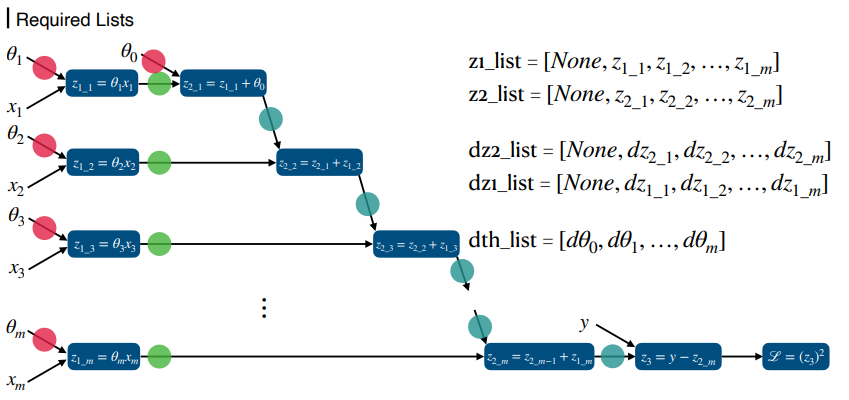 Required Lists
θ₁
θ₀
z₁_₁ = θ₁x₁
z₂_₁ = z₁_₁ + θ₀
x₁
z1_list = [None, z₁_₁, z₁_₂, …, z₁_ₘ]
z2_list = [None, z₂_₁, z₂_₂, …, z₂_ₘ]
θ₂
z₁_₂ = θ₂x₂
z₂_₂ = z₂_₁ + z₁_₂
x₂
dz2_list = [None, dz₂_₁, dz₂_₂, …, dz₂_ₘ]
dz1_list = [None, dz₁_₁, dz₁_₂, …, dz₁_ₘ]
θ₃
z₁_₃ = θ₃x₃
z₂_₃ = z₂_₂ + z₁_₃
x₃
dth_list = [dθ₀, dθ₁, …, dθₘ]
⋮
θₘ
y
z₁_ₘ = θₘxₘ
z₂_ₘ = z₂_ₘ₋₁ + z₁_ₘ
z₃ = y − z₂_ₘ
ℒ = (z₃)²
xₘ